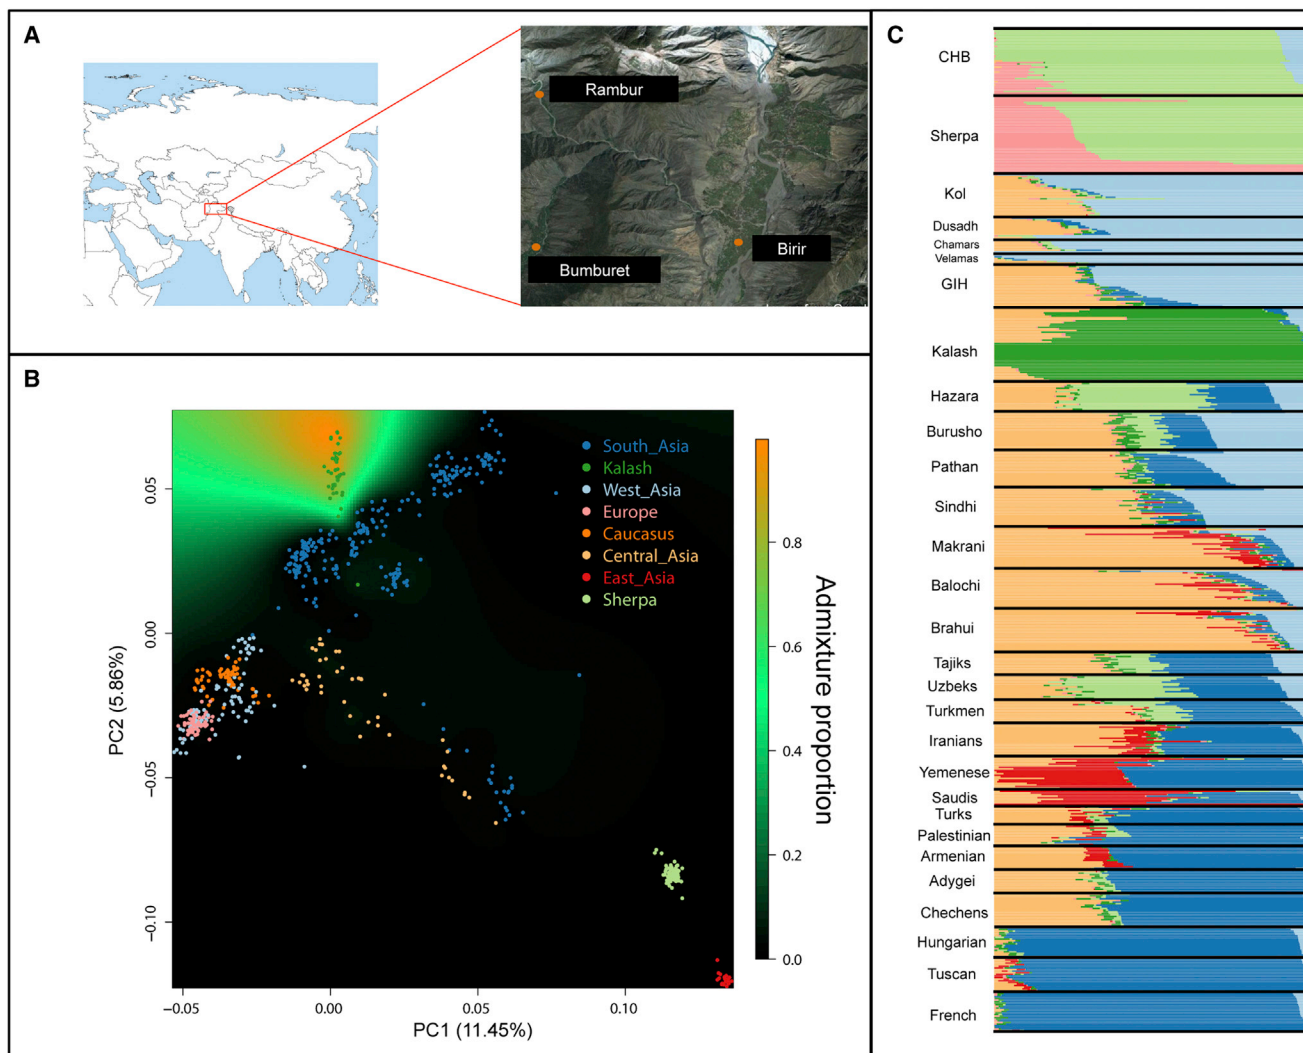 A
Rambur
Bumburet
Birir
B
South_Asia
Kalash
West_Asia
Europe
Caucasus
Central_Asia
East_Asia
Sherpa
PC2 (5.86%)
0.05
0.00
−0.05
−0.10
−0.05
0.00
0.05
0.10
PC1 (11.45%)
0.8
0.6
0.4
0.2
0.0
Admixture proportion
C
CHB
Sherpa
Kol
Dusadh
Chamars
Velamas
GIH
Kalash
Hazara
Burusho
Pathan
Sindhi
Makrani
Balochi
Brahui
Tajiks
Uzbeks
Turkmen
Iranians
Yemenese
Saudis
Turks
Palestinian
Armenian
Adygei
Chechens
Hungarian
Tuscan
French